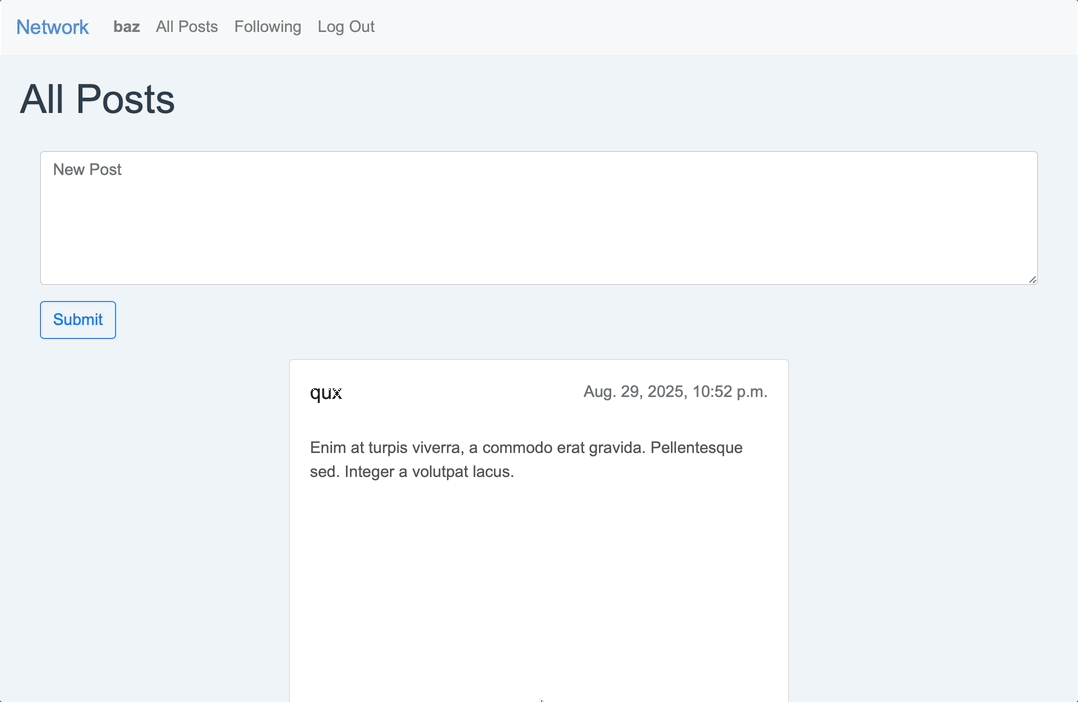 Network baz All Posts Following Log Out
All Posts
New Post
Submit
qux Aug. 29, 2025, 10:52 p.m.
Enim at turpis viverra, a commodo erat gravida. Pellentesque
sed. Integer a volutpat lacus.